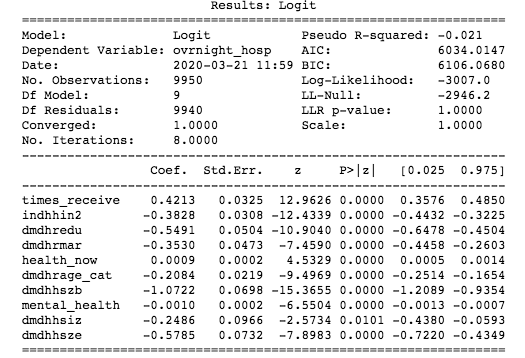 Results: Logit
================================================================
Model: Logit Pseudo R-squared: -0.021
Dependent Variable: ovrnight_hosp AIC: 6034.0147
Date: 2020-03-21 11:59 BIC: 6106.0680
No. Observations: 9950 Log-Likelihood: -3007.0
Df Model: 9 LL-Null: -2946.2
Df Residuals: 9940 LLR p-value: 1.0000
Converged: 1.0000 Scale: 1.0000
No. Iterations: 8.0000
----------------------------------------------------------------
Coef. Std.Err. z P>|z| [0.025 0.975]
----------------------------------------------------------------
times_receive 0.4213 0.0325 12.9626 0.0000 0.3576 0.4850
indhhin2 -0.3828 0.0308 -12.4339 0.0000 -0.4432 -0.3225
dmdhredu -0.5491 0.0504 -10.9040 0.0000 -0.6478 -0.4504
dmdhrmar -0.3530 0.0473 -7.4590 0.0000 -0.4458 -0.2603
health_now 0.0009 0.0002 4.5329 0.0000 0.0005 0.0014
dmdhrage_cat -0.2084 0.0219 -9.4969 0.0000 -0.2514 -0.1654
dmdhhszb -1.0722 0.0698 -15.3655 0.0000 -1.2089 -0.9354
mental_health -0.0010 0.0002 -6.5504 0.0000 -0.0013 -0.0007
dmdhhsiz -0.2486 0.0966 -2.5734 0.0101 -0.4380 -0.0593
dmdhhsze -0.5785 0.0732 -7.8983 0.0000 -0.7220 -0.4349
================================================================